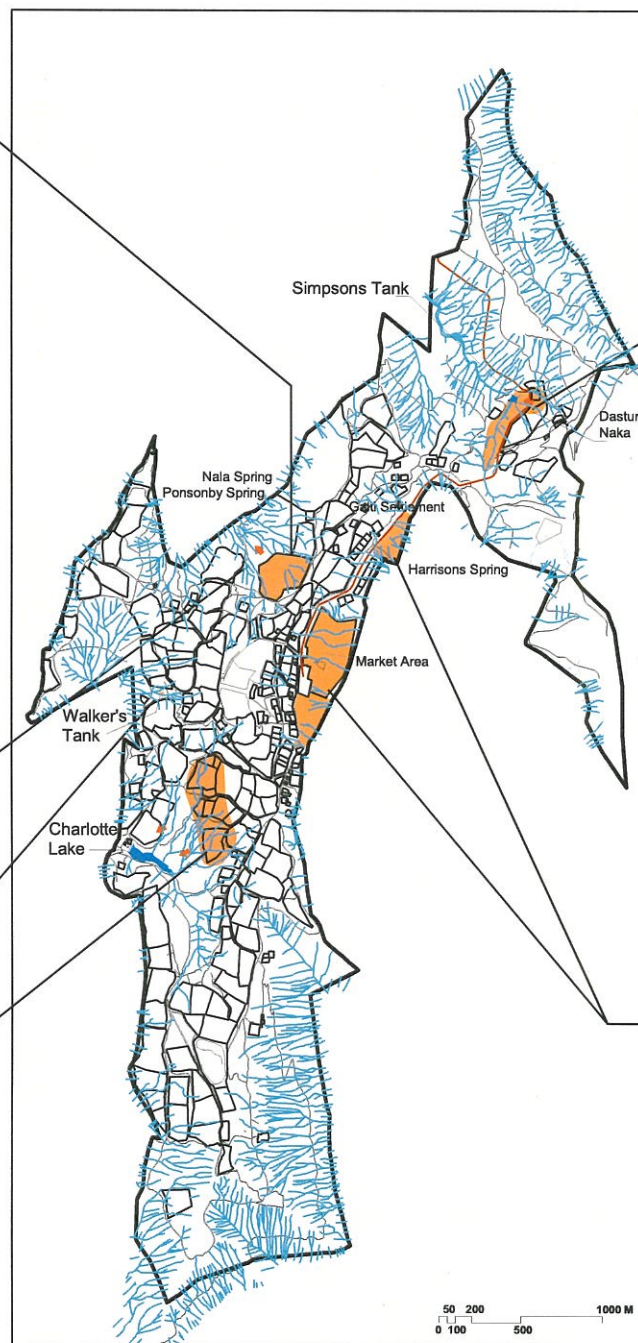 Simpsons Tank
Dastur
Naka
Nala Spring
Ponsonby Spring
Gaju Settlement
Harrisons Spring
Market Area
Walker's
Tank
Charlotte
Lake
50 200 1000 M
0 100 500